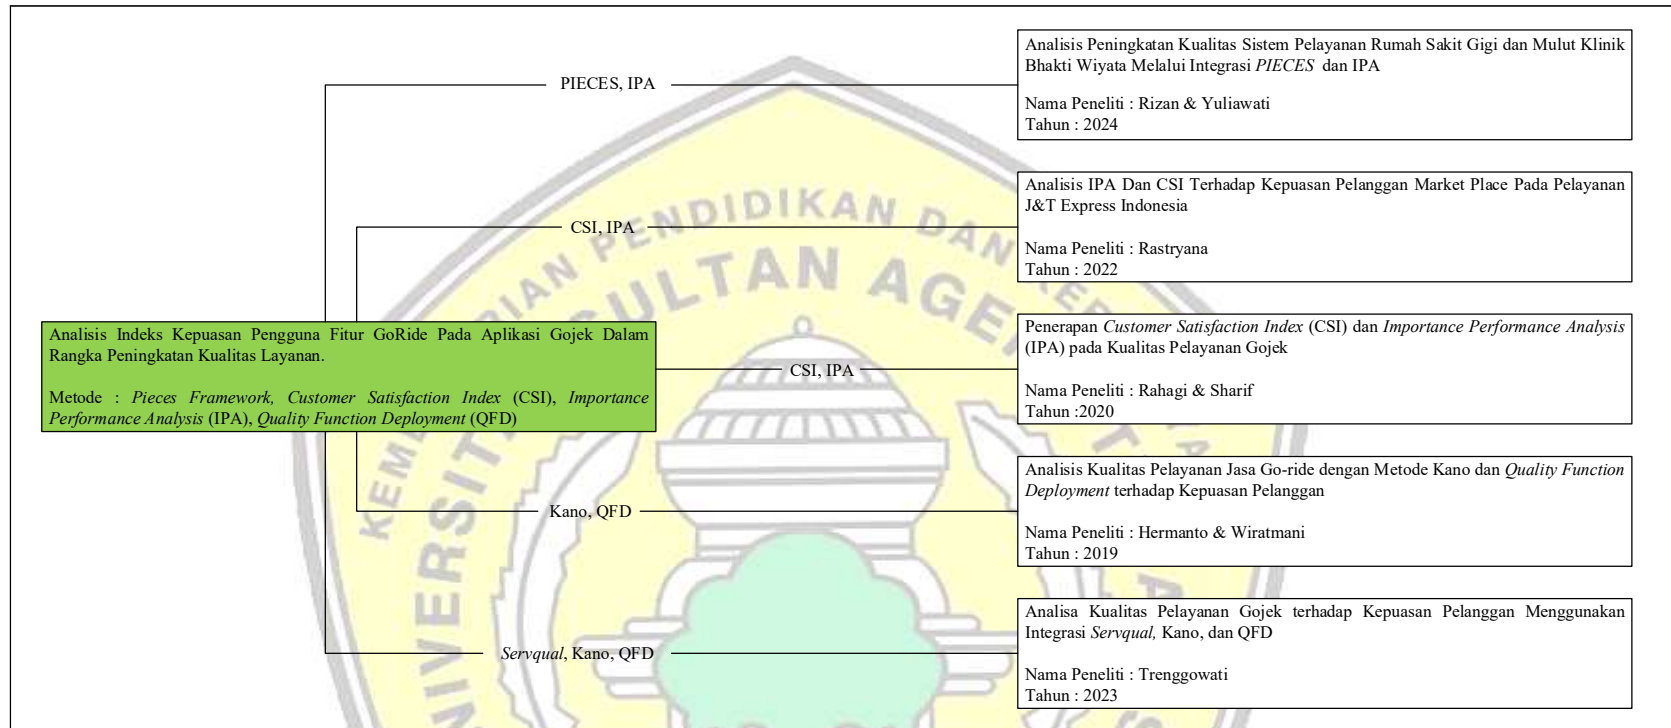 Analisis Indeks Kepuasan Pengguna Fitur GoRide Pada Aplikasi Gojek Dalam
Rangka Peningkatan Kualitas Layanan.
Metode : Pieces Framework, Customer Satisfaction Index (CSI), Importance
Performance Analysis (IPA), Quality Function Deployment (QFD)
PIECES, IPA
Analisis Peningkatan Kualitas Sistem Pelayanan Rumah Sakit Gigi dan Mulut Klinik
Bhakti Wiyata Melalui Integrasi PIECES dan IPA
Nama Peneliti : Rizan & Yuliawati
Tahun : 2024
CSI, IPA
Analisis IPA Dan CSI Terhadap Kepuasan Pelanggan Market Place Pada Pelayanan
J&T Express Indonesia
Nama Peneliti : Rastryana
Tahun : 2022
CSI, IPA
Penerapan Customer Satisfaction Index (CSI) dan Importance Performance Analysis
(IPA) pada Kualitas Pelayanan Gojek
Nama Peneliti : Rahagi & Sharif
Tahun :2020
Kano, QFD
Analisis Kualitas Pelayanan Jasa Go-ride dengan Metode Kano dan Quality Function
Deployment terhadap Kepuasan Pelanggan
Nama Peneliti : Hermanto & Wiratmani
Tahun : 2019
Servqual, Kano, QFD
Analisa Kualitas Pelayanan Gojek terhadap Kepuasan Pelanggan Menggunakan
Integrasi Servqual, Kano, dan QFD
Nama Peneliti : Trenggowati
Tahun : 2023
PENDIDIKAN DAN